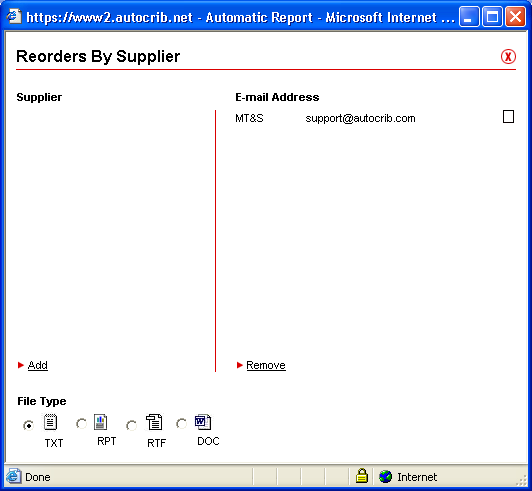 https://www2.autocrib.net - Automatic Report - Microsoft Internet ...
Reorders By Supplier
Supplier
E-mail Address
MT&S support@autocrib.com
Add
Remove
File Type
TXT RPT RTF DOC
Done
Internet